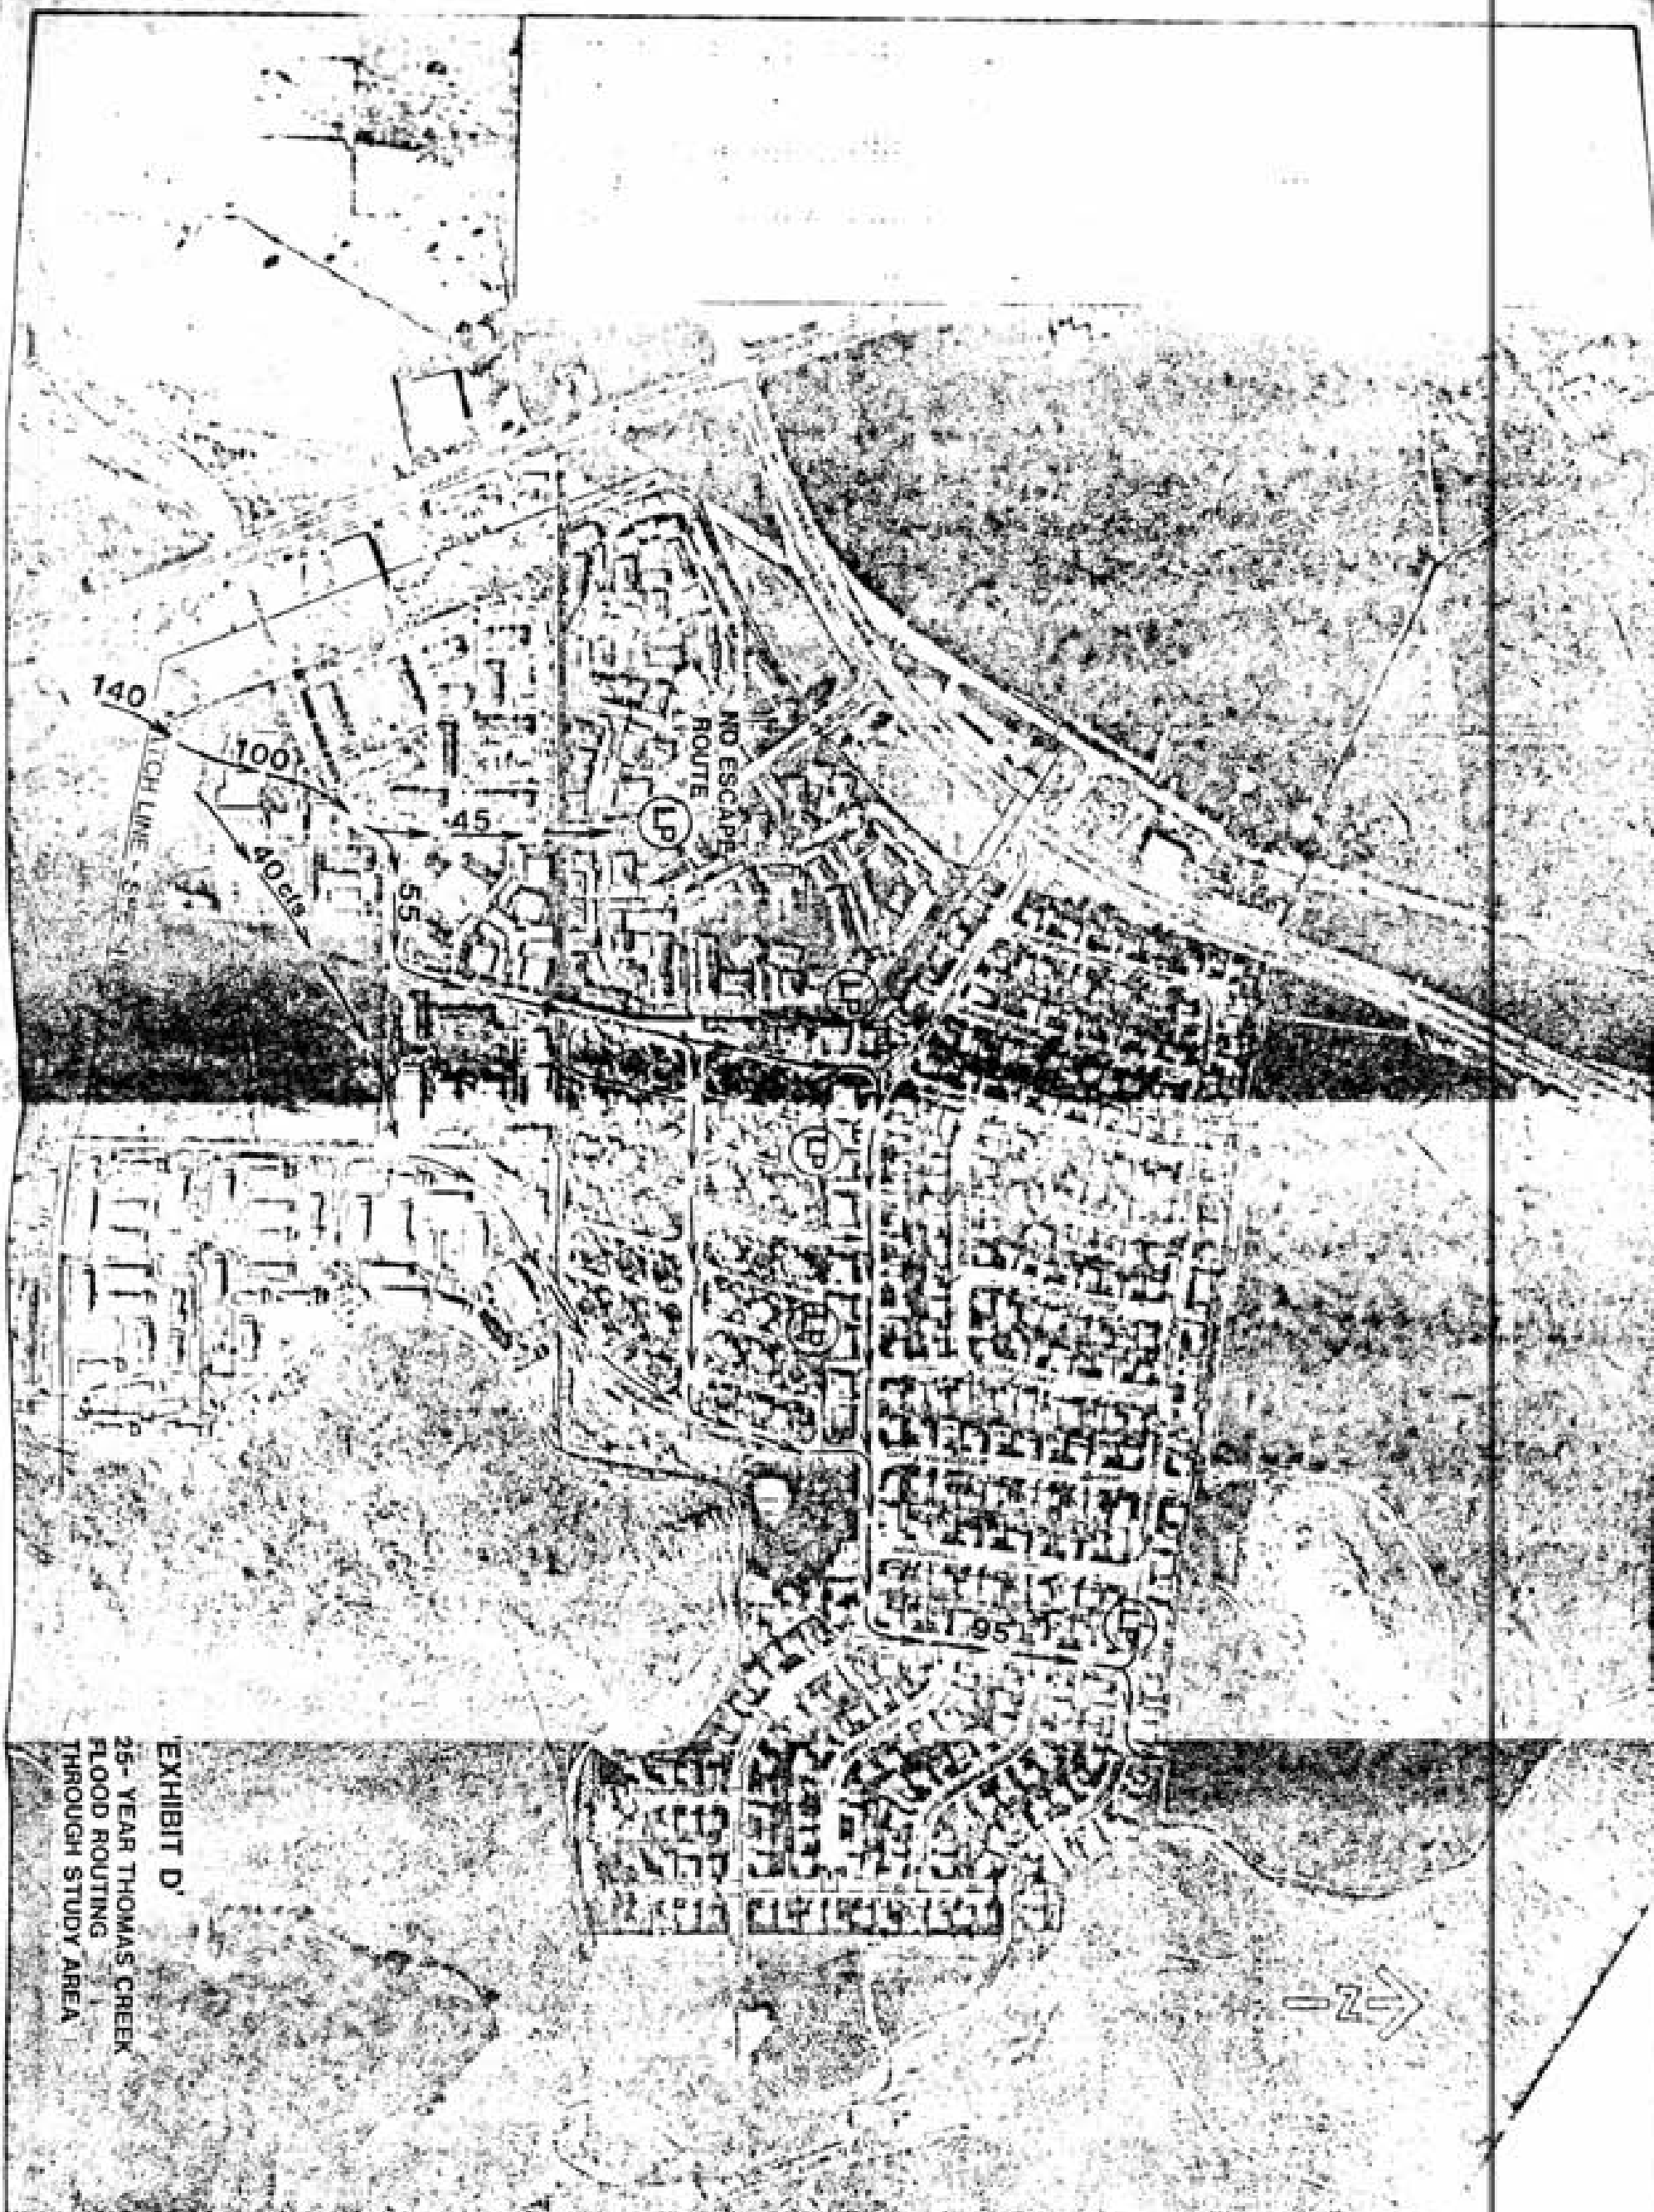 140
100
45
40 cfs
55
NO ESCAPE
ROUTE
LP
LP
LP
LP
95
N
EXHIBIT D'
25- YEAR THOMAS CREEK
FLOOD ROUTING
THROUGH STUDY AREA